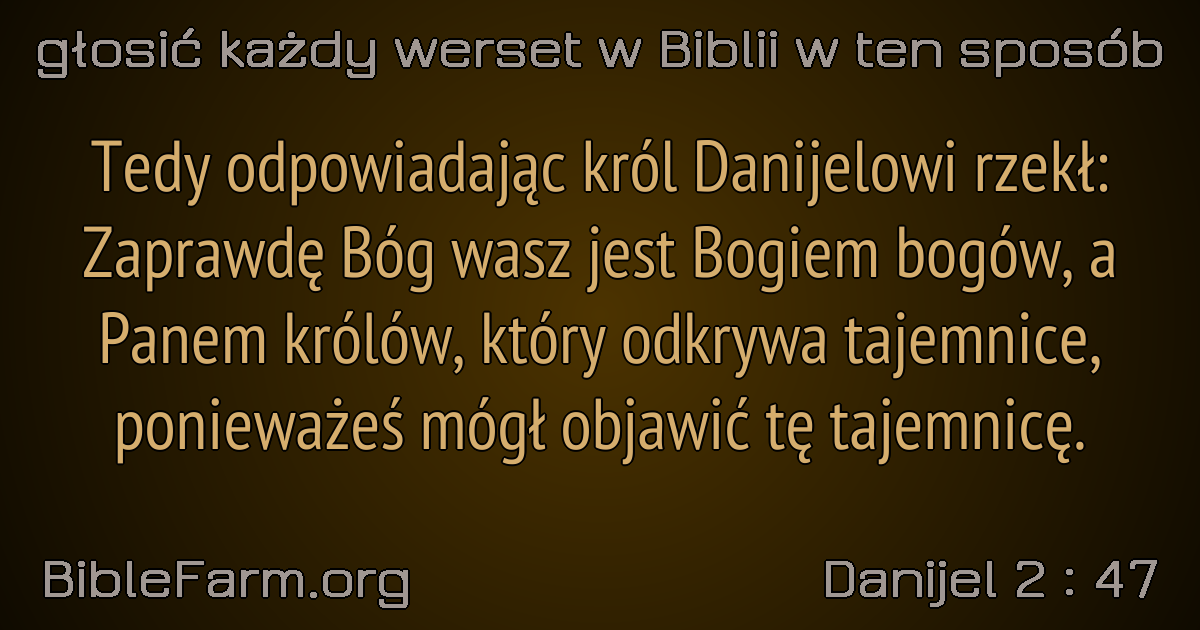 głosić każdy werset w Biblii w ten sposób
Tedy odpowiadając król Danijelowi rzekł:
Zaprawdę Bóg wasz jest Bogiem bogów, a
Panem królów, który odkrywa tajemnice,
ponieważeś mógł objawić tę tajemnicę.
BibleFarm.org
Danijel 2 : 47